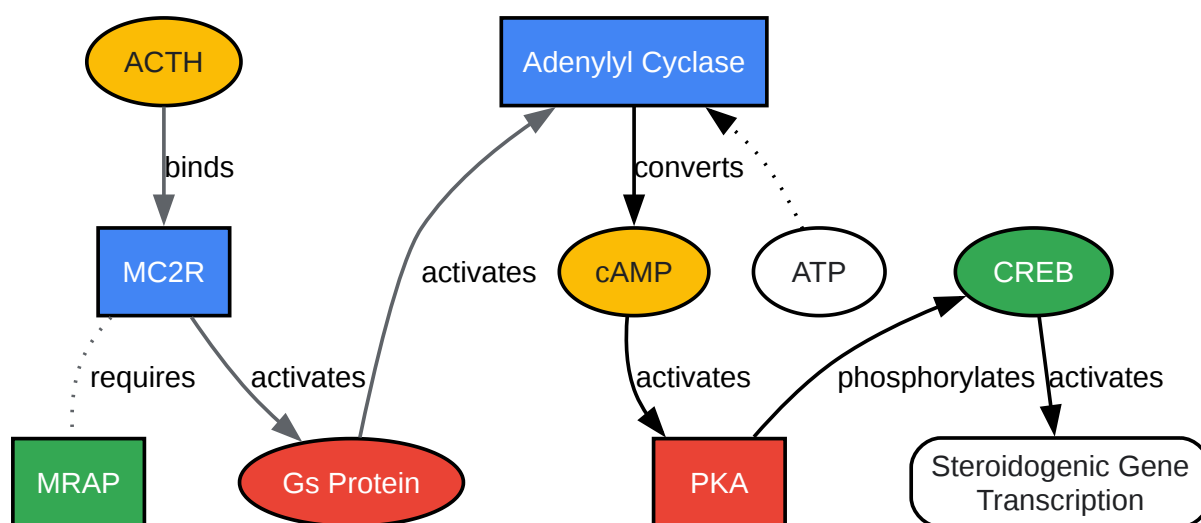 ACTH
Adenylyl Cyclase
binds
converts
MC2R
activates
cAMP
ATP
CREB
requires
activates
activates
phosphorylates
activates
MRAP
Gs Protein
PKA
Steroidogenic Gene
Transcription